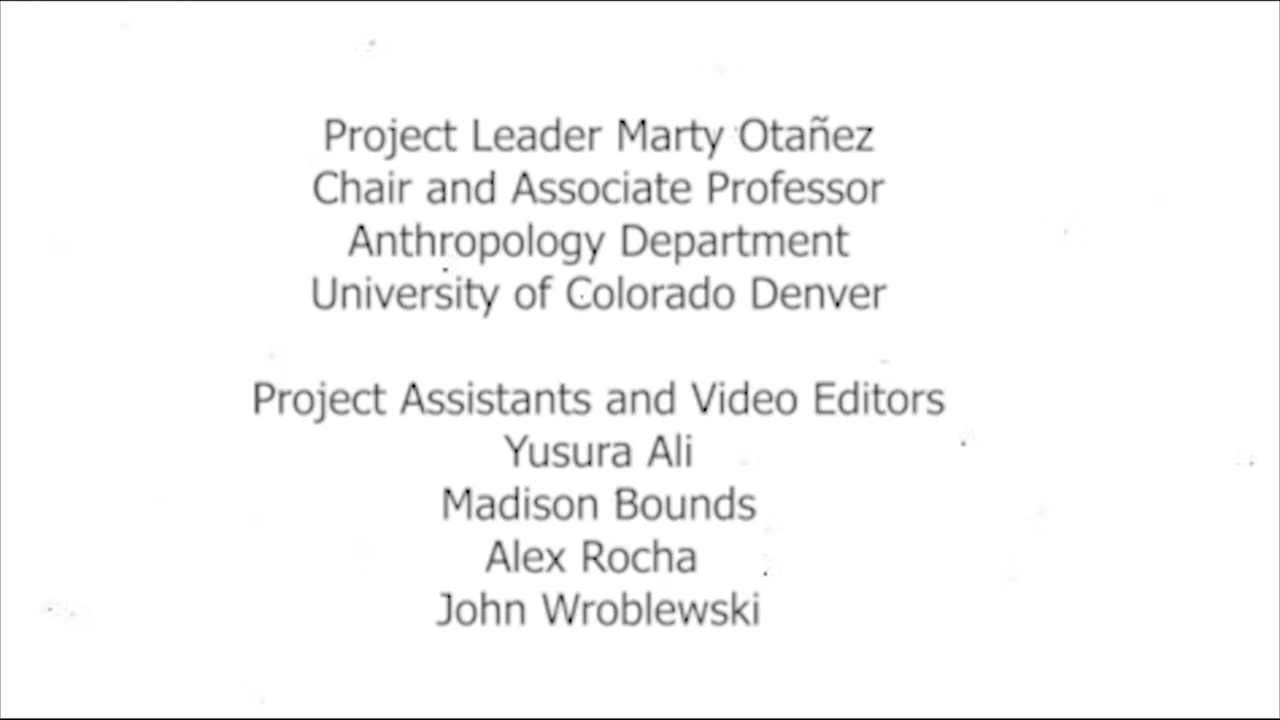 Project Leader Marty Otañez
Chair and Associate Professor
Anthropology Department
University of Colorado Denver
Project Assistants and Video Editors
Yusura Ali
Madison Bounds
Alex Rocha
John Wroblewski